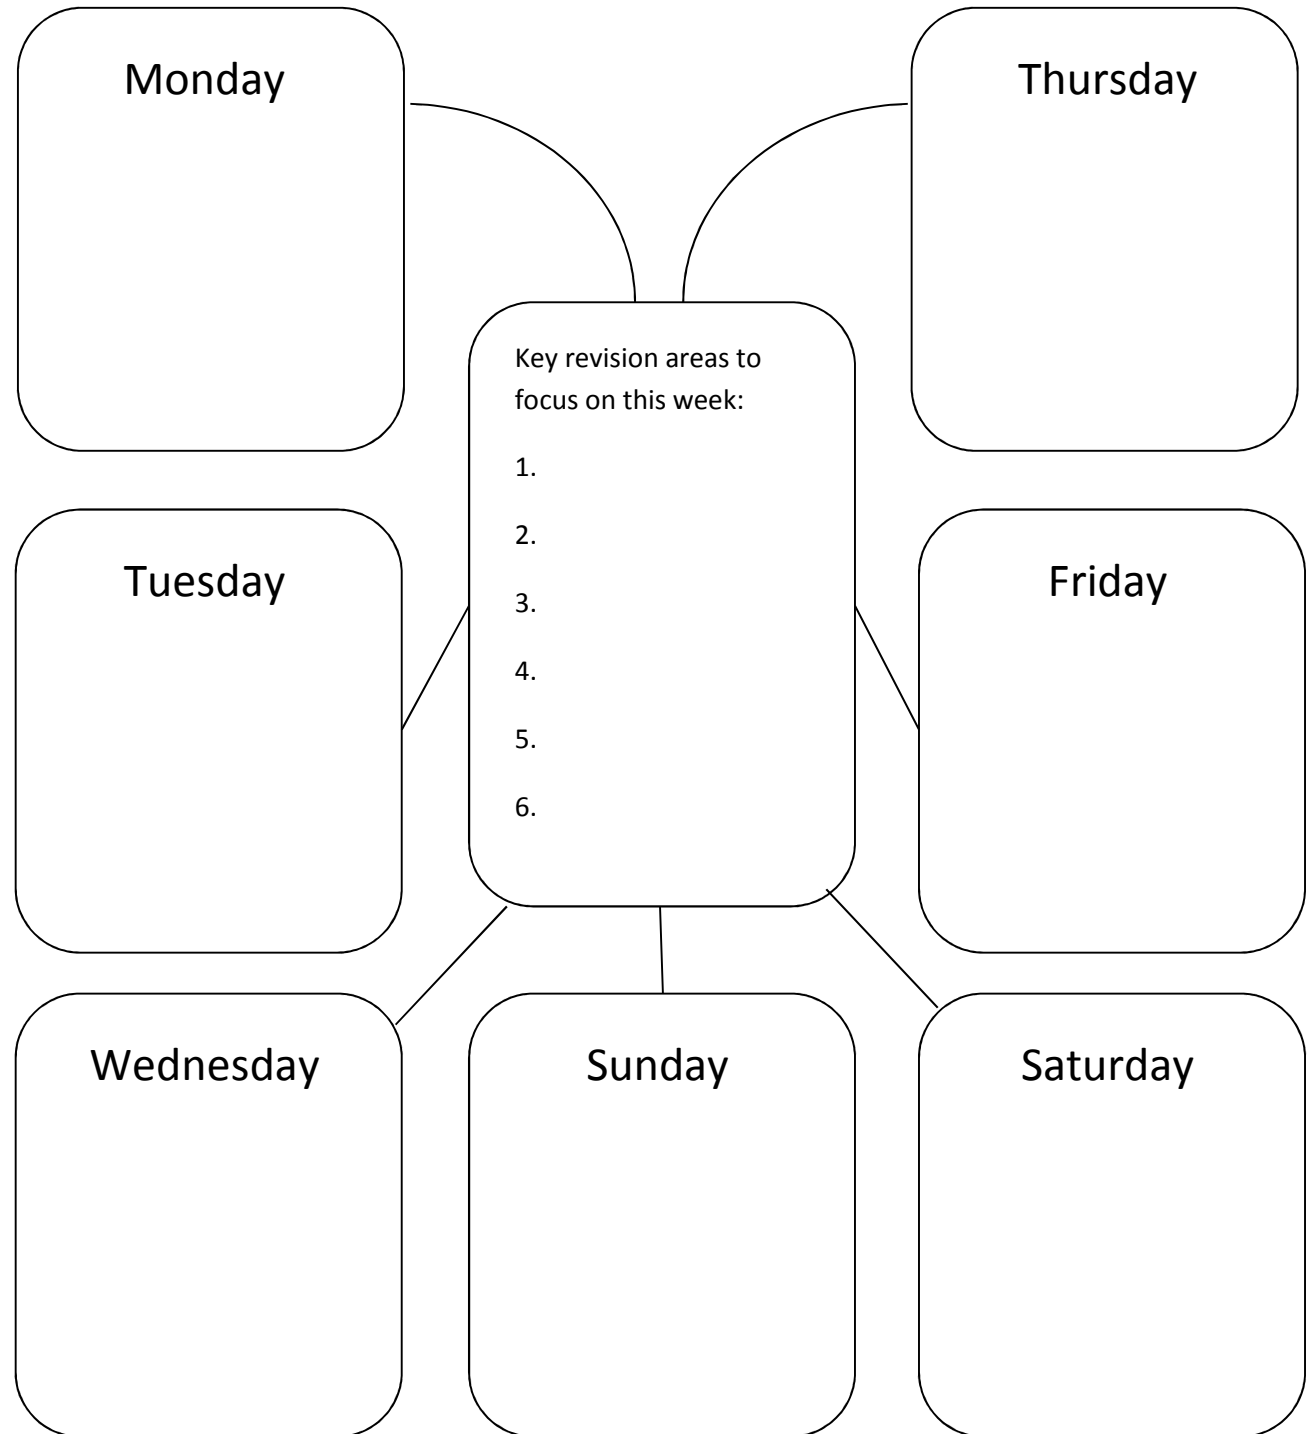 Monday
Thursday
Key revision areas to
focus on this week:
1.
2.
3.
4.
5.
6.
Tuesday
Friday
Wednesday
Sunday
Saturday